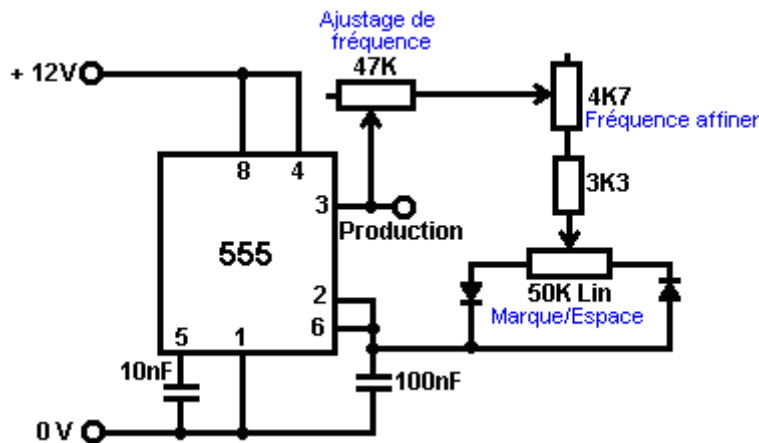 Ajustage de
fréquence
47K
+ 12V
4K7
Fréquence affiner
8 4
3
3K3
Production
555
2
50K Lin
6
Marque/Espace
5 1
10nF
100nF
0 V